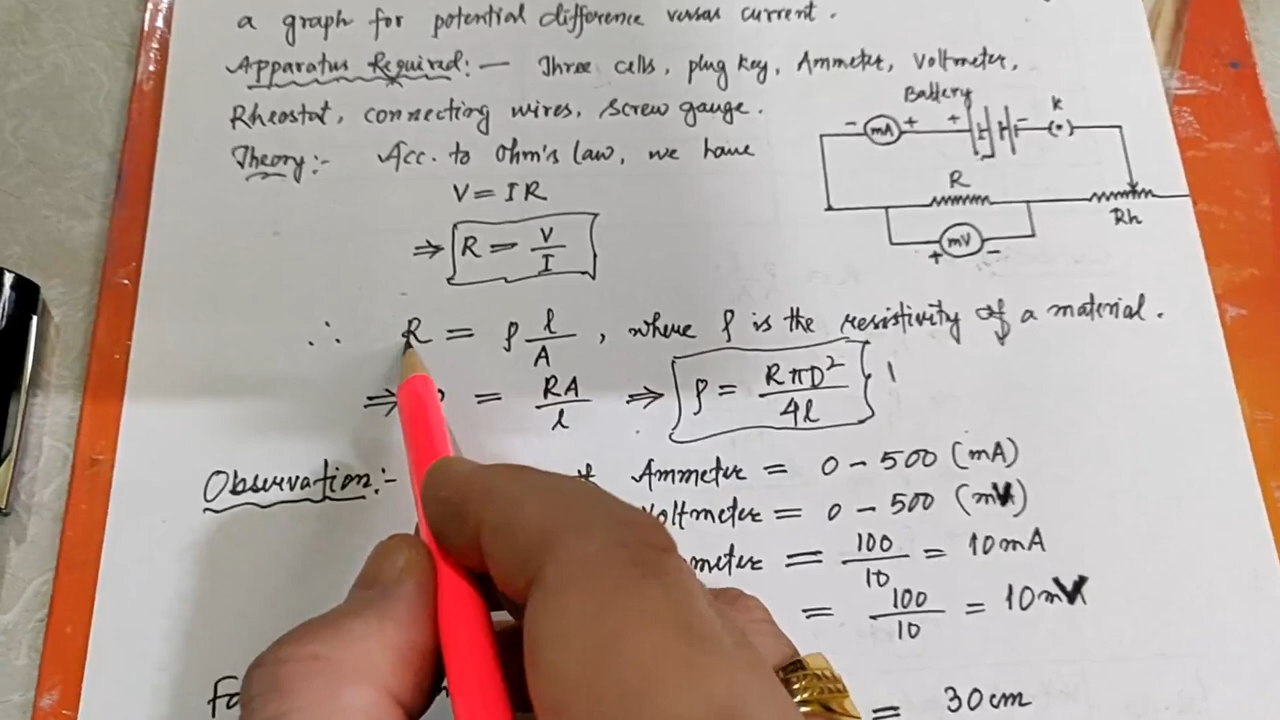 a graph for potential difference versus current.
Apparatus Required:— Three cells, plug key, Ammeter, Voltmeter,
Rheostat, connecting wires, screw gauge.
Theory:- Acc. to Ohm's law, we have
V = IR
⇒ R = V/I
∴ R = ρ l/A, where ρ is the resistivity of a material.
⇒ = RA/l ⇒ ρ = RπD²/4l
Battery
- mA + + - K
R
Rh
+ mV -
Observation:- Ammeter = 0 - 500 (mA)
Voltmeter = 0 - 500 (mV)
= 100/10 = 10mA
= 100/10 = 10mV
= 30cm